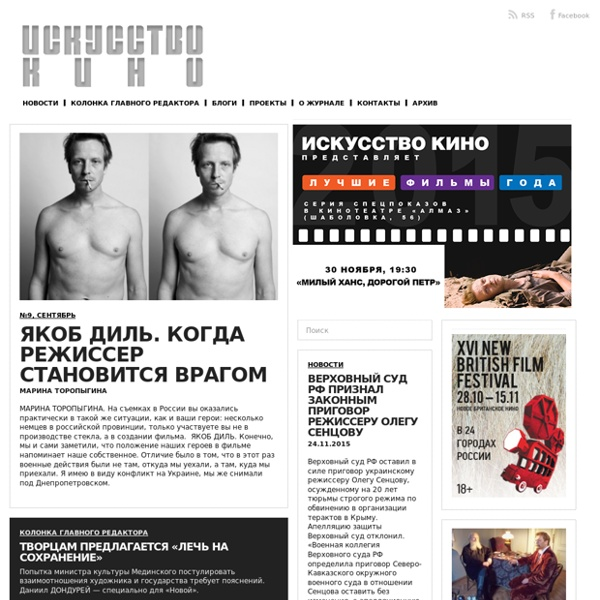 RSS
Facebook
ИСКУССТВО
КИНО
НОВОСТИ
КОЛОНКА ГЛАВНОГО РЕДАКТОРА
БЛОГИ
ПРОЕКТЫ
О ЖУРНАЛЕ
КОНТАКТЫ
АРХИВ
№9, СЕНТЯБРЬ
ЯКОБ ДИЛЬ. КОГДА
РЕЖИССЕР
СТАНОВИТСЯ ВРАГОМ
МАРИНА ТОРОПЫГИНА
МАРИНА ТОРОПЫГИНА. На съемках в России вы оказались
практически в такой же ситуации, как и ваши герои: несколько
немцев в российской провинции, только участвуете вы не в
производстве стекла, а в создании фильма. ЯКОБ ДИЛЬ. Конечно,
мы и сами заметили, что положение наших героев в фильме
напоминает наше собственное. Отличие было в том, что в этот раз
военные действия были не там, откуда мы уехали, а там, куда мы
приехали. Я имею в виду конфликт на Украине, мы же снимали
под Днепропетровском.
КОЛОНКА ГЛАВНОГО РЕДАКТОРА
ТВОРЦАМ ПРЕДЛАГАЕТСЯ «ЛЕЧЬ НА
СОХРАНЕНИЕ»
Попытка министра культуры Мединского постулировать
взаимоотношения художника и государства требует пояснений.
Даниил ДОНДУРЕЙ — специально для «Новой».
2015
ИСКУССТВО КИНО
ПРЕДСТАВЛЯЕТ
ЛУЧШИЕ ФИЛЬМЫ ГОДА
СЕРИЯ СПЕЦПОКАЗОВ
В КИНОТЕАТРЕ «АЛМАЗ»
(ШАБОЛОВКА, 56)
30 НОЯБРЯ, 19:30
«МИЛЫЙ ХАНС, ДОРОГОЙ ПЕТР»
Поиск
НОВОСТИ
ВЕРХОВНЫЙ СУД
РФ ПРИЗНАЛ
ЗАКОННЫМ
ПРИГОВОР
РЕЖИССЕРУ ОЛЕГУ
СЕНЦОВУ
24.11.2015
Верховный суд РФ оставил в
силе приговор украинскому
режиссеру Олегу Сенцову,
осужденному на 20 лет
тюрьмы строгого режима по
обвинению в организации
терактов в Крыму.
Апелляцию защиты
Верховный суд отклонил.
«Военная коллегия
Верховного суда РФ
определила приговор Северо-
Кавказского окружного
военного суда в отношении
Сенцова оставить без
XVI NEW
BRITISH FILM
FESTIVAL
28.10 – 15.11
НОВОЕ БРИТАНСКОЕ КИНО
В 24
ГОРОДАХ
РОССИИ
18+